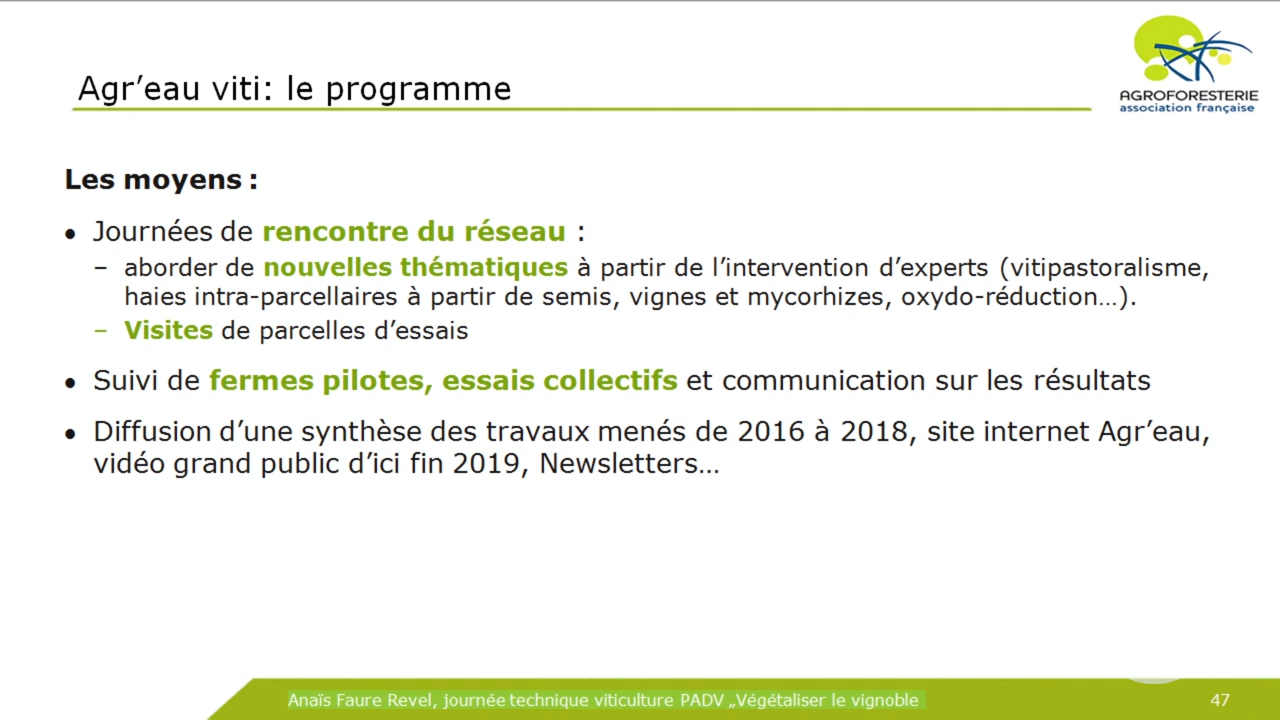 Agr’eau viti: le programme
AGROFORESTERIE
association française
Les moyens :
• Journées de rencontre du réseau :
– aborder de nouvelles thématiques à partir de l’intervention d’experts (vitipastoralisme,
haies intra-parcellaires à partir de semis, vignes et mycorhizes, oxydo-réduction…).
– Visites de parcelles d’essais
• Suivi de fermes pilotes, essais collectifs et communication sur les résultats
• Diffusion d’une synthèse des travaux menés de 2016 à 2018, site internet Agr’eau,
vidéo grand public d’ici fin 2019, Newsletters…
Anaïs Faure Revel, journée technique viticulture PADV „Végétaliser le vignoble
47